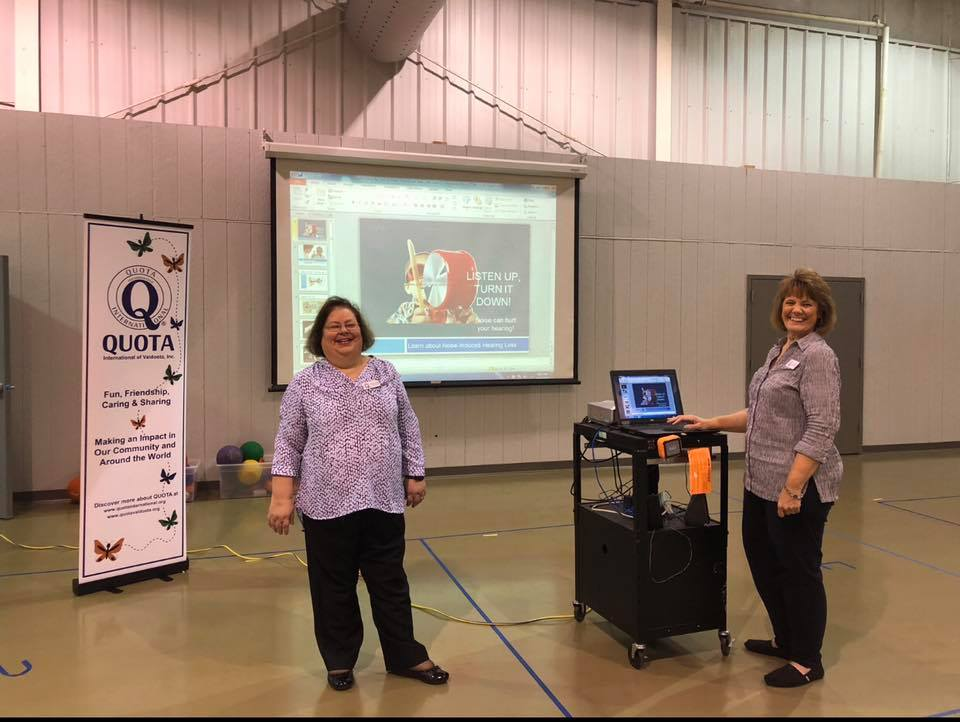 QUOTA
INTERNATIONAL
Q
QUOTA
International of Valdosta, Inc.
Fun, Friendship,
Caring & Sharing
Making an Impact in
Our Community and
Around the World
Discover more about QUOTA at
www.quotainternational.org
www.quotavaldosta.org
LISTEN UP,
TURN IT
DOWN!
Noise can hurt
your hearing!
Learn about Noise-Induced Hearing Loss